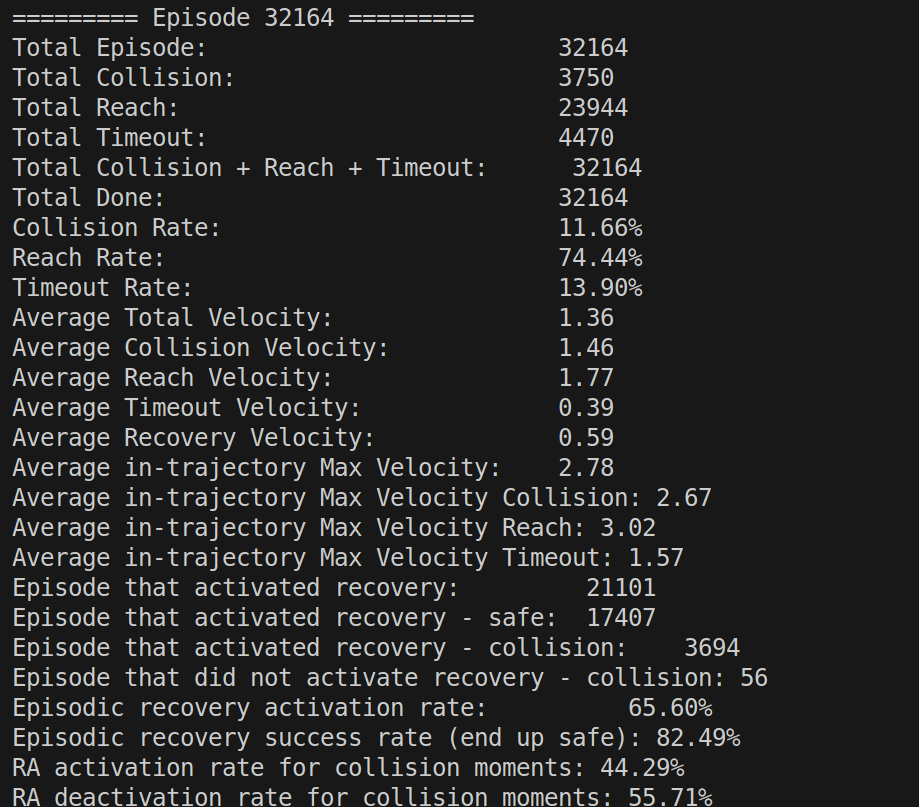 ========= Episode 32164 =========
Total Episode: 32164
Total Collision: 3750
Total Reach: 23944
Total Timeout: 4470
Total Collision + Reach + Timeout: 32164
Total Done: 32164
Collision Rate: 11.66%
Reach Rate: 74.44%
Timeout Rate: 13.90%
Average Total Velocity: 1.36
Average Collision Velocity: 1.46
Average Reach Velocity: 1.77
Average Timeout Velocity: 0.39
Average Recovery Velocity: 0.59
Average in-trajectory Max Velocity: 2.78
Average in-trajectory Max Velocity Collision: 2.67
Average in-trajectory Max Velocity Reach: 3.02
Average in-trajectory Max Velocity Timeout: 1.57
Episode that activated recovery: 21101
Episode that activated recovery - safe: 17407
Episode that activated recovery - collision: 3694
Episode that did not activate recovery - collision: 56
Episodic recovery activation rate: 65.60%
Episodic recovery success rate (end up safe): 82.49%
RA activation rate for collision moments: 44.29%
RA deactivation rate for collision moments: 55.71%